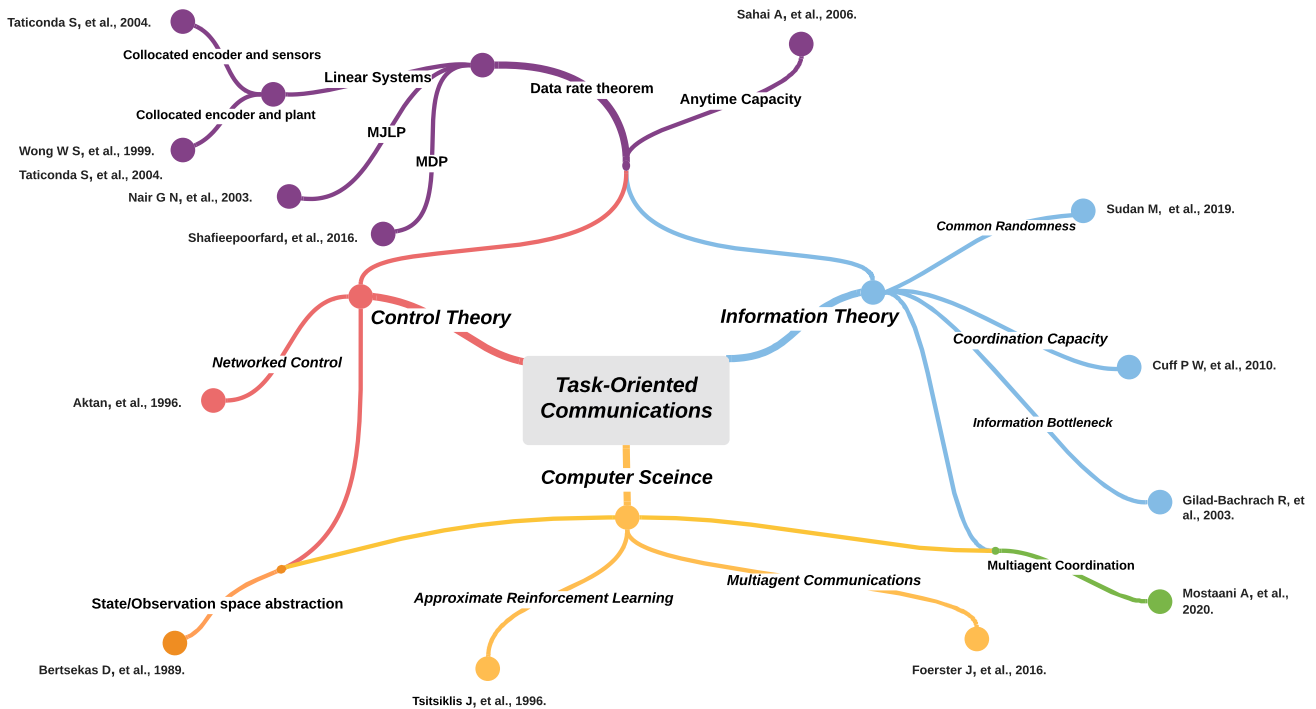 Taticonda S, et al., 2004.
Sahai A, et al., 2006.
Collocated encoder and sensors
Linear Systems
Data rate theorem
Anytime Capacity
Collocated encoder and plant
MJLP
Wong W S, et al., 1999.
Taticonda S, et al., 2004.
MDP
Nair G N, et al., 2003.
Shafieepoorfard, et al., 2016.
Sudan M, et al., 2019.
Common Randomness
Control Theory
Information Theory
Coordination Capacity
Networked Control
Cuff P W, et al., 2010.
Task-Oriented
Communications
Aktan, et al., 1996.
Information Bottleneck
Computer Sceince
Gilad-Bachrach R, et
al., 2003.
Multiagent Coordination
Multiagent Communications
Approximate Reinforcement Learning
State/Observation space abstraction
Mostaani A, et al.,
2020.
Bertsekas D, et al., 1989.
Foerster J, et al., 2016.
Tsitsiklis J, et al., 1996.